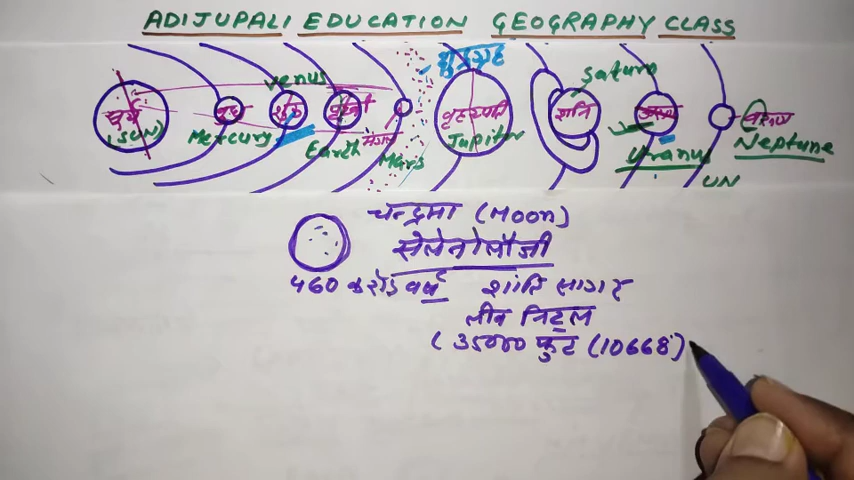 ADIJUPALI EDUCATION GEOGRAPHY CLASS
क्षुद्रग्रह
venus
saturn
सूर्य
(SUN)
बुध
शुक्र
पृथ्वी
मंगल
बृहस्पति
शनि
अरुण
वरुण
Mercury
Earth
Mars
Jupiter
Uranus
Neptune
UN
चन्द्रमा (Moon)
सेलेनोलॉजी
460 करोड़ वर्ष शांति सागर
लीब निट्ज
( 35000 फुट (10668)